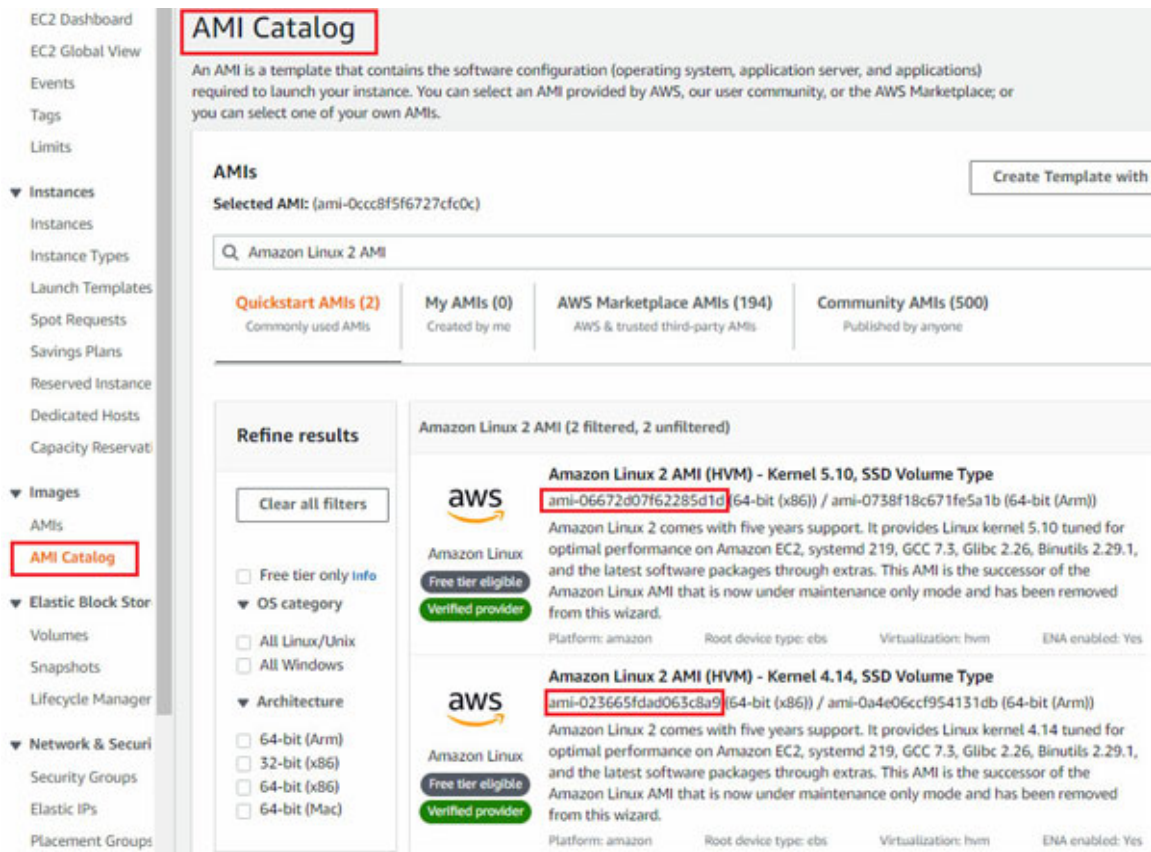 EC2 Dashboard
EC2 Global View
Events
Tags
Limits
Instances
Instances
Instance Types
Launch Templates
Spot Requests
Savings Plans
Reserved Instance
Dedicated Hosts
Capacity Reservati
Images
AMIs
AMI Catalog
Elastic Block Stor
Volumes
Snapshots
Lifecycle Manager
Network & Securi
Security Groups
Elastic IPs
Placement Groups
AMI Catalog
An AMI is a template that contains the software configuration (operating system, application server, and applications)
required to launch your instance. You can select an AMI provided by AWS, our user community, or the AWS Marketplace; or
you can select one of your own AMIs.
AMIs
Create Template with
Selected AMI: (ami-0ccc8f5f6727cfc0c)
Amazon Linux 2 AMI
Quickstart AMIs (2)
Commonly used AMIs
My AMIs (0)
Created by me
AWS Marketplace AMIs (194)
AWS & trusted third-party AMIs
Community AMIs (500)
Published by anyone
Refine results
Clear all filters
Free tier only Info
OS category
All Linux/Unix
All Windows
Architecture
64-bit (Arm)
32-bit (x86)
64-bit (x86)
64-bit (Mac)
Amazon Linux 2 AMI (2 filtered, 2 unfiltered)
aws
Amazon Linux
Free tier eligible
Verified provider
Amazon Linux 2 AMI (HVM) - Kernel 5.10, SSD Volume Type
ami-06672d07f62285d1d (64-bit (x86)) / ami-0738f18c671fe5a1b (64-bit (Arm))
Amazon Linux 2 comes with five years support. It provides Linux kernel 5.10 tuned for
optimal performance on Amazon EC2, systemd 219, GCC 7.3, Glibc 2.26, Binutils 2.29.1,
and the latest software packages through extras. This AMI is the successor of the
Amazon Linux AMI that is now under maintenance only mode and has been removed
from this wizard.
Platform: amazon Root device type: ebs Virtualization: hvm ENA enabled: Yes
aws
Amazon Linux
Free tier eligible
Verified provider
Amazon Linux 2 AMI (HVM) - Kernel 4.14, SSD Volume Type
ami-023665fdad063c8a9 (64-bit (x86)) / ami-0a4e06ccf954131db (64-bit (Arm))
Amazon Linux 2 comes with five years support. It provides Linux kernel 4.14 tuned for
optimal performance on Amazon EC2, systemd 219, GCC 7.3, Glibc 2.26, Binutils 2.29.1,
and the latest software packages through extras. This AMI is the successor of the
Amazon Linux AMI that is now under maintenance only mode and has been removed
from this wizard.
Platform: amazon Root device type: ebs Virtualization: hvm ENA enabled: Yes